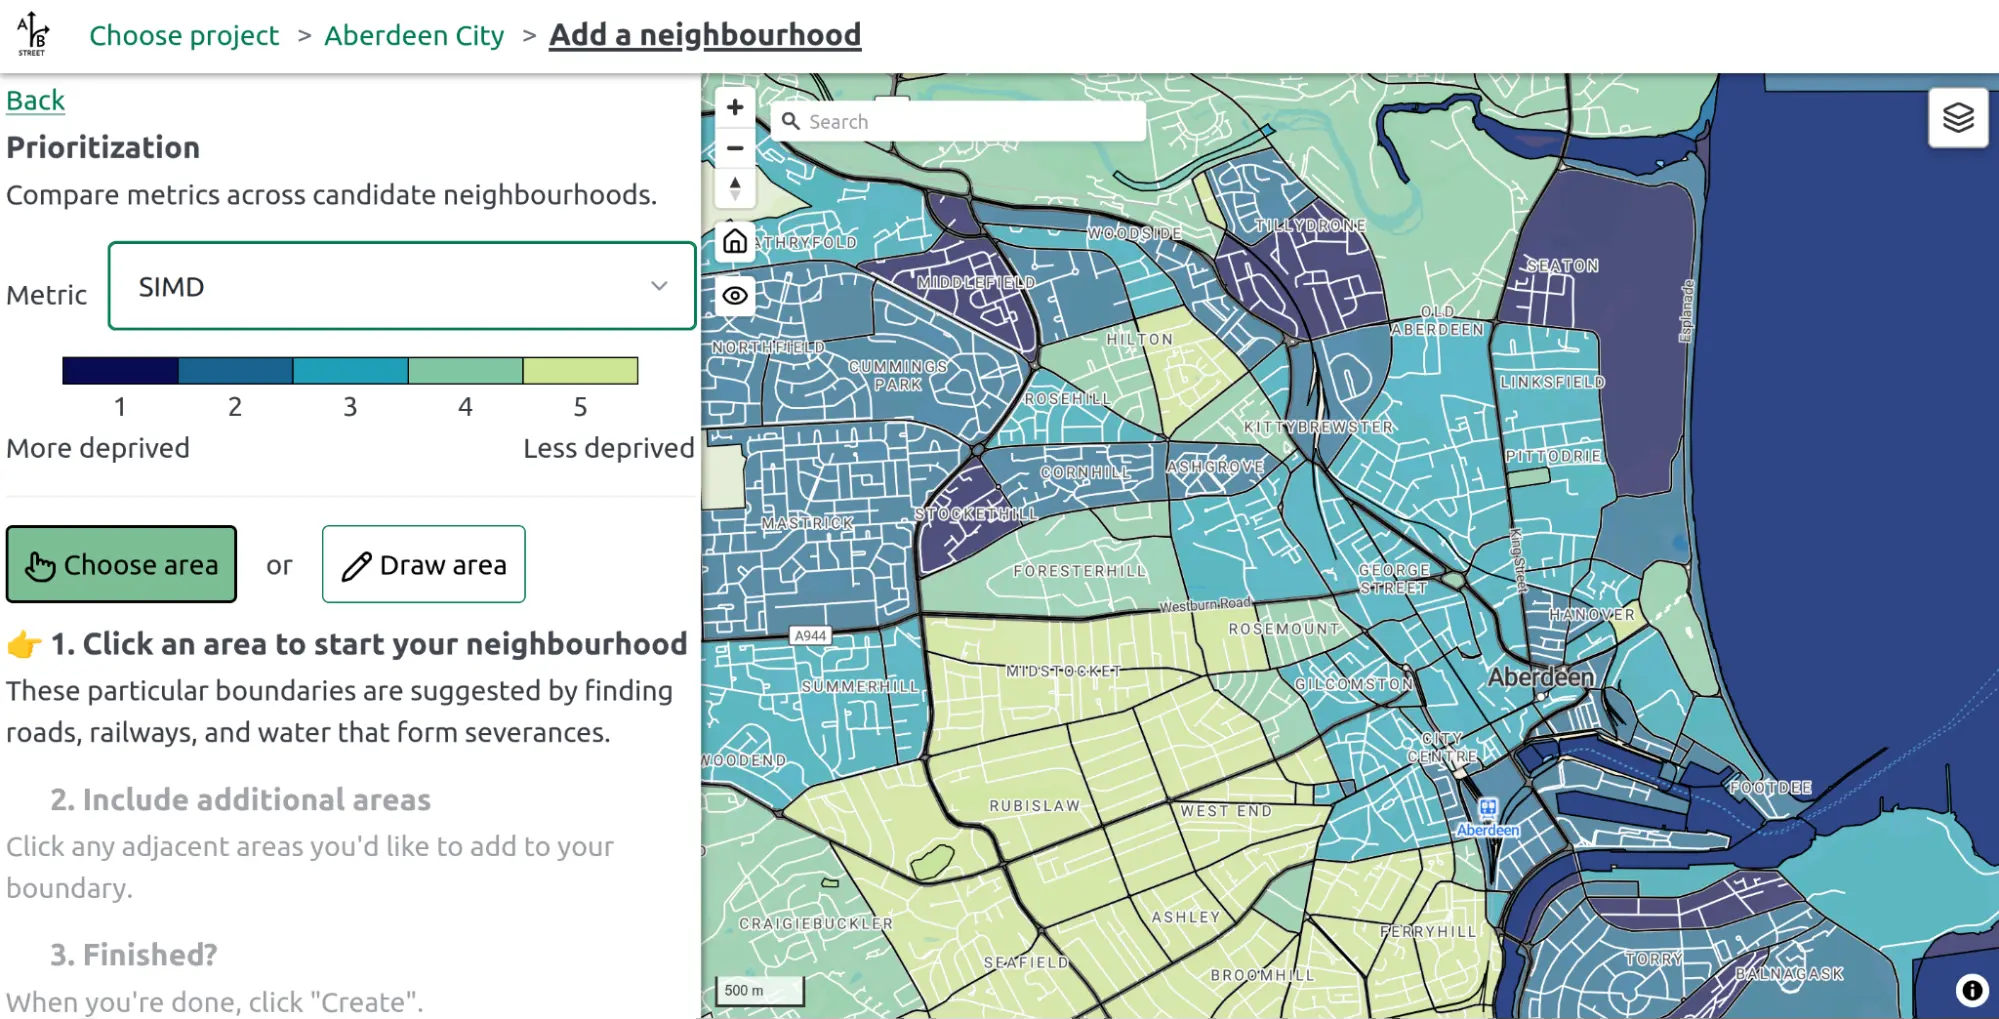 A
B
STREET
Choose project > Aberdeen City > Add a neighbourhood
Back
Prioritization
Compare metrics across candidate neighbourhoods.
Metric
SIMD
1 2 3 4 5
More deprived Less deprived
Choose area or Draw area
👉 1. Click an area to start your neighbourhood
These particular boundaries are suggested by finding
roads, railways, and water that form severances.
2. Include additional areas
Click any adjacent areas you'd like to add to your
boundary.
3. Finished?
When you're done, click "Create".
Search
ATHRYFOLD
WOODSIDE
TILLYDRONE
MIDDLEFIELD
SEATON
Esplanade
OLD
ABERDEEN
HILTON
NORTHFIELD
CUMMINGS
PARK
LINKSFIELD
ROSEHILL
KITTYBREWSTER
PITTODRIE
CORNHILL
ASHGROVE
STOCKETHILL
MASTRICK
King Street
FORESTERHILL
GEORGE
STREET
Westburn Road
HANOVER
A944
ROSEMOUNT
MIDSTOCKET
Aberdeen
SUMMERHILL
GILCOMSTON
CITY
CENTRE
WOODEND
FOOTDEE
RUBISLAW
WEST END
Aberdeen
CRAIGIEBUCKLER
ASHLEY
FERRYHILL
SEAFIELD
BROOMHILL
TORRY
BALNAGASK
500 m